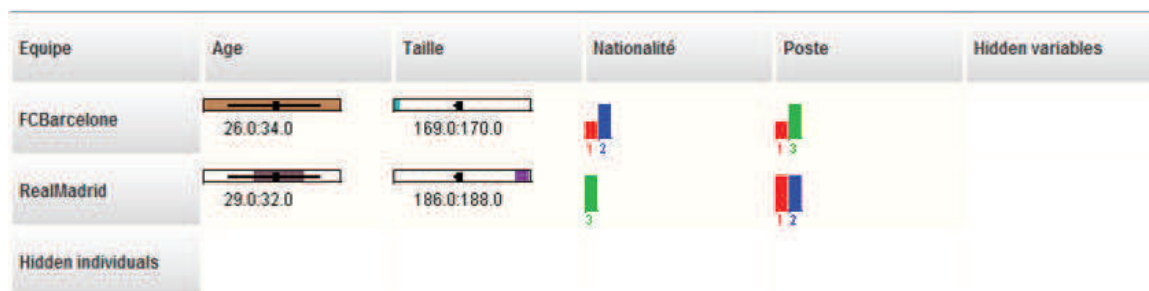 Equipe Age Taille Nationalité Poste Hidden variables
FCBarcelone 26.0:34.0 169.0:170.0 1 2 1 3
RealMadrid 29.0:32.0 186.0:188.0 3 1 2
Hidden individuals